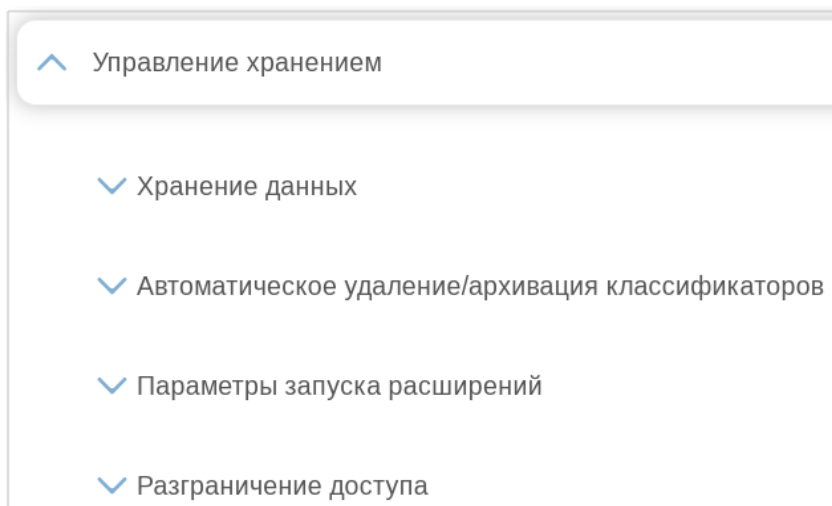 Управление хранением
Хранение данных
Автоматическое удаление/архивация классификаторов
Параметры запуска расширений
Разграничение доступа